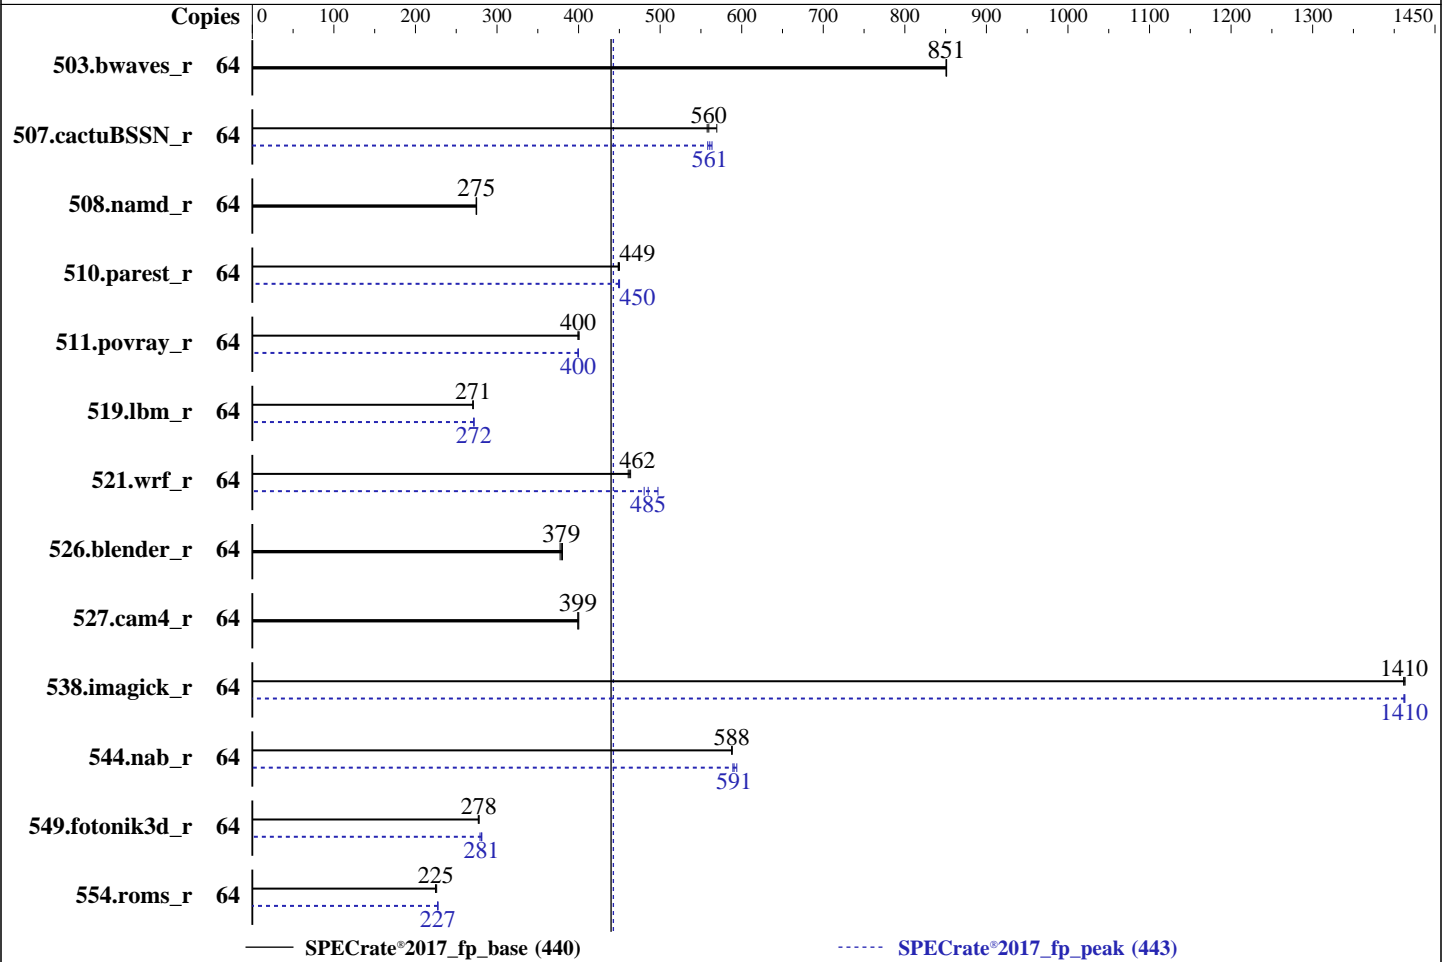 Copies 0 100 200 300 400 500 600 700 800 900 1000 1100 1200 1300 1450
503.bwaves_r 64 851
507.cactuBSSN_r 64 560
561
508.namd_r 64 275
510.parest_r 64 449
450
511.povray_r 64 400
400
519.lbm_r 64 271
272
521.wrf_r 64 462
485
526.blender_r 64 379
527.cam4_r 64 399
538.imagick_r 64 1410
1410
544.nab_r 64 588
591
549.fotonik3d_r 64 278
281
554.roms_r 64 225
227
SPECrate®2017_fp_base (440) SPECrate®2017_fp_peak (443)